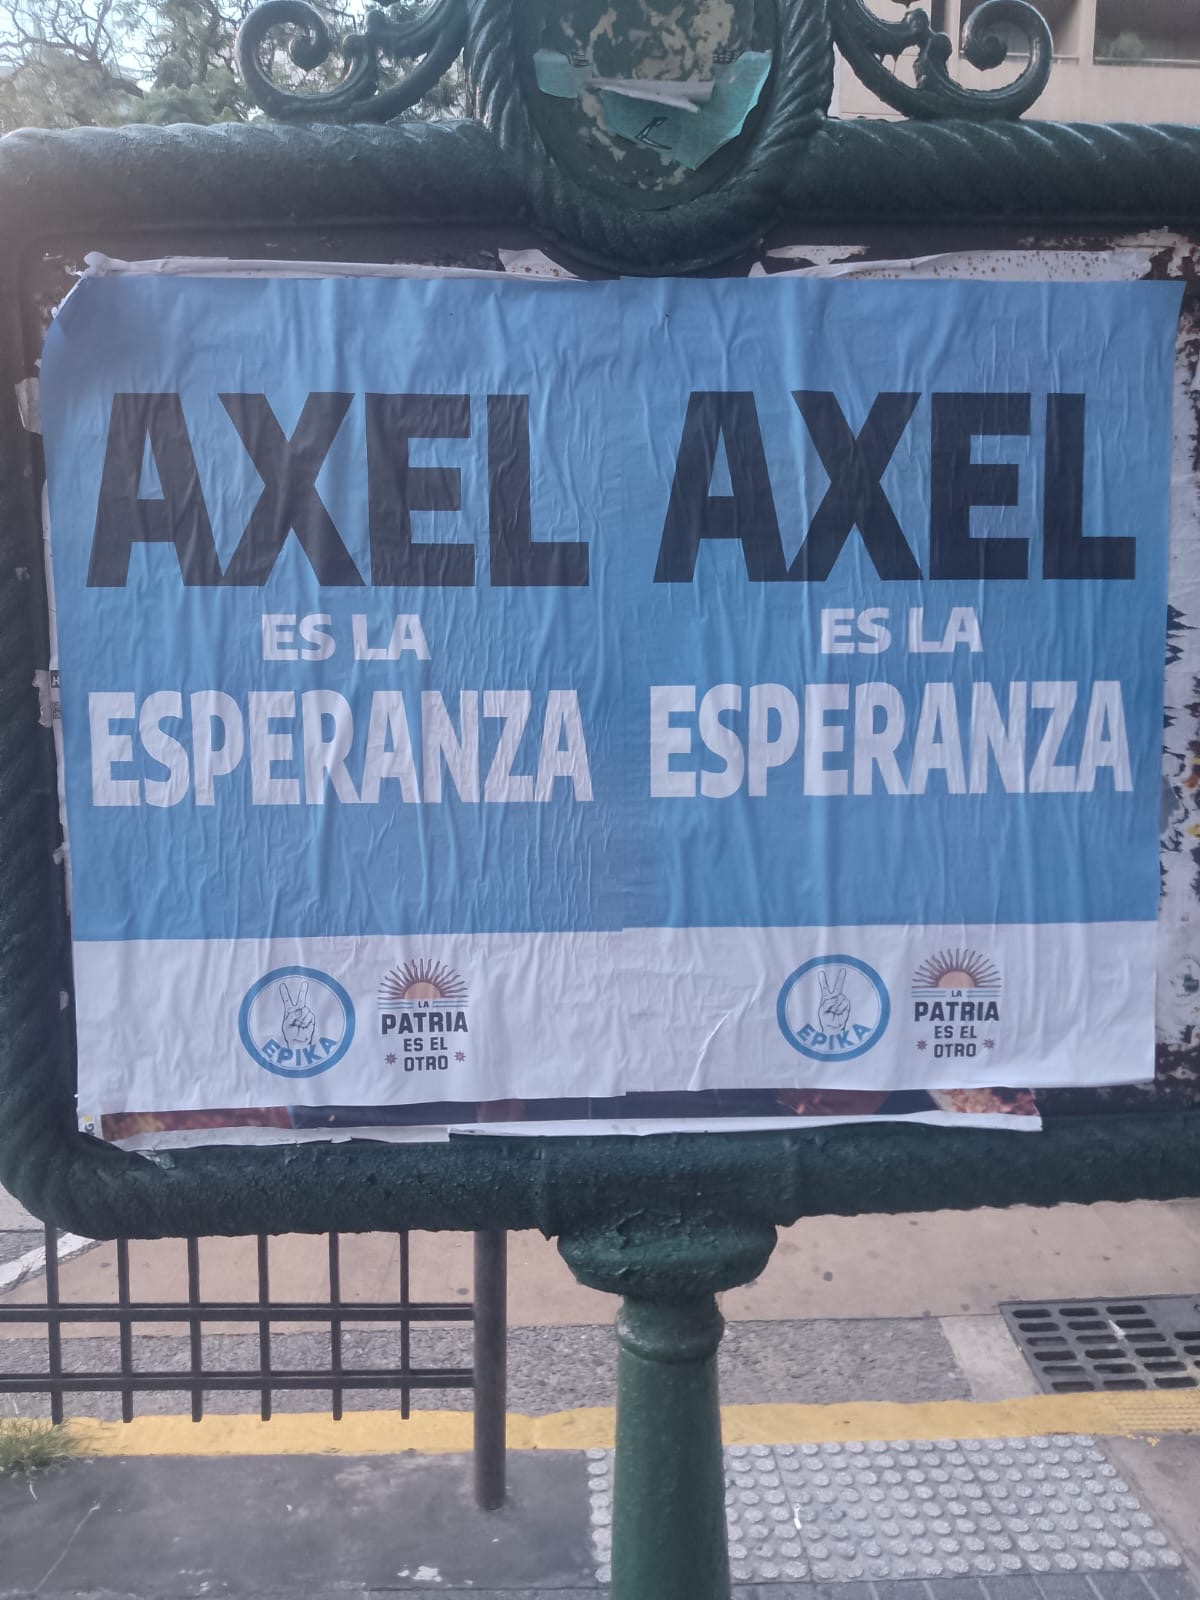 AXEL
ES LA
ESPERANZA
EPIKA
LA
PATRIA
ES EL
OTRO
AXEL
ES LA
ESPERANZA
EPIKA
LA
PATRIA
ES EL
OTRO